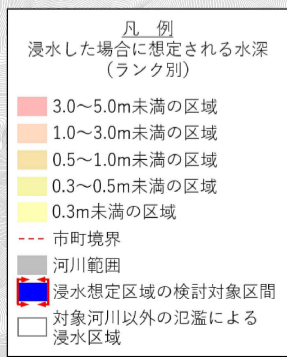 凡 例
浸水した場合に想定される水深
（ランク別）
3.0～5.0m未満の区域
1.0～3.0m未満の区域
0.5～1.0m未満の区域
0.3～0.5m未満の区域
0.3m未満の区域
市町境界
河川範囲
浸水想定区域の検討対象区間
対象河川以外の氾濫による
浸水区域